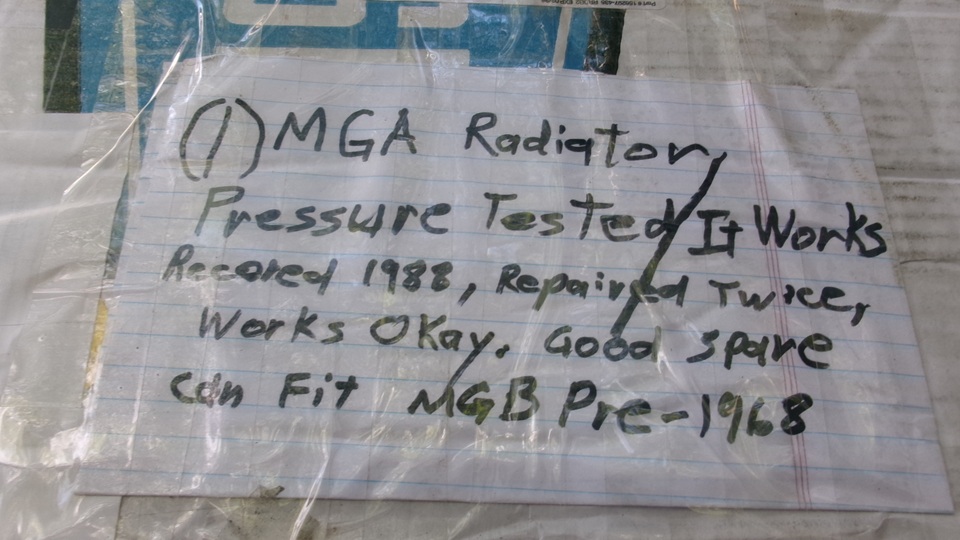 (1) MGA Radiator,
Pressure Tested/It Works
Recored 1988, Repaired Twice,
Works Okay. Good spare
Can Fit MGB Pre-1968